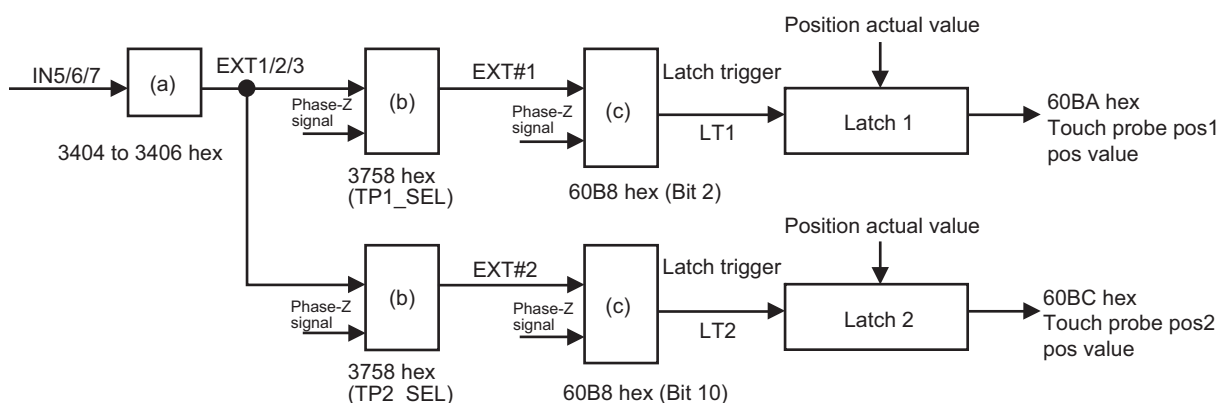 Position actual value
IN5/6/7
(a)
EXT1/2/3
Phase-Z
signal
(b)
EXT#1
Phase-Z
signal
(c)
Latch trigger
LT1
Latch 1
60BA hex
Touch probe pos1
pos value
3404 to 3406 hex
3758 hex
(TP1_SEL)
60B8 hex (Bit 2)
Position actual value
Phase-Z
signal
(b)
EXT#2
Phase-Z
signal
(c)
Latch trigger
LT2
Latch 2
60BC hex
Touch probe pos2
pos value
3758 hex
(TP2_SEL)
60B8 hex (Bit 10)